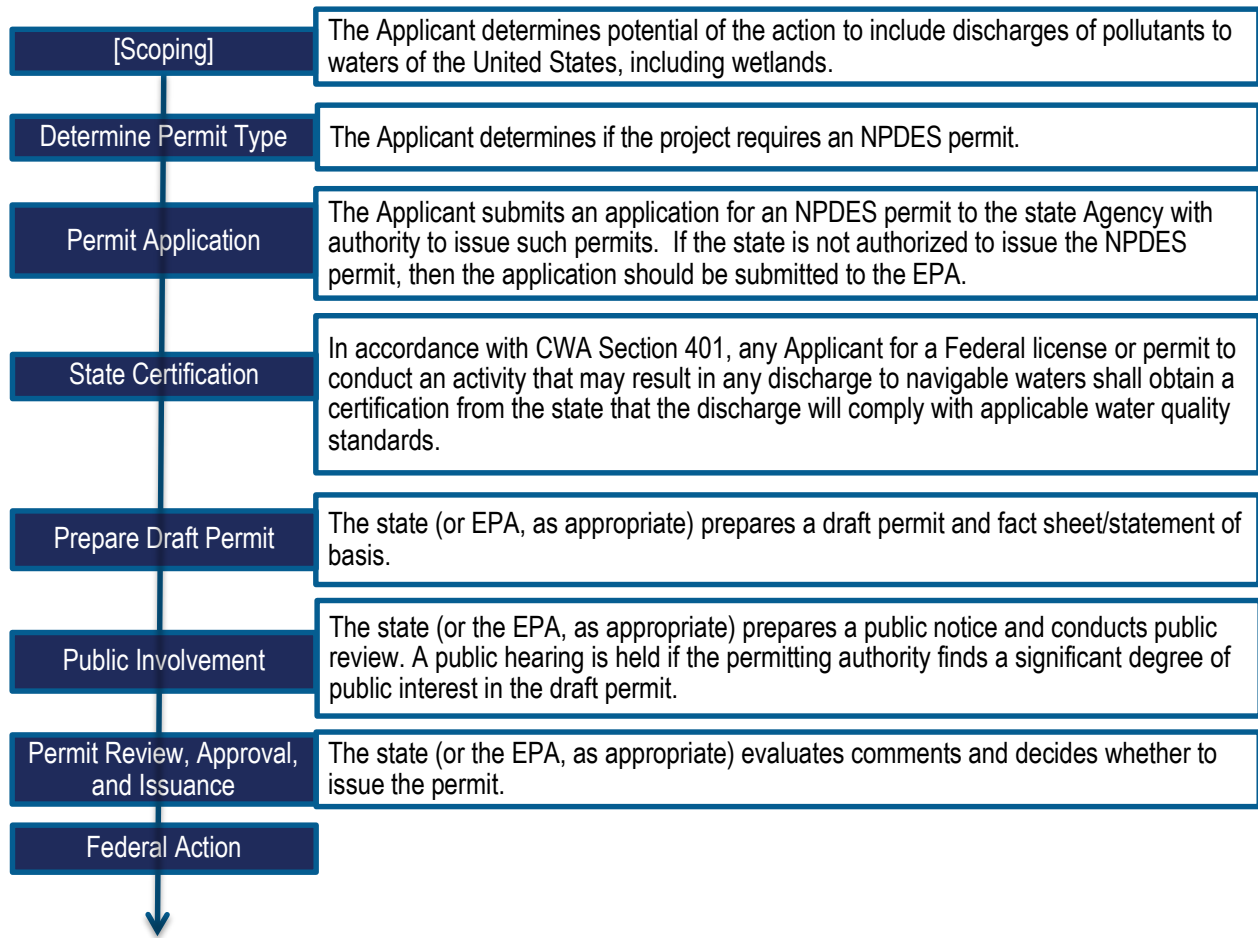 [Scoping]
The Applicant determines potential of the action to include discharges of pollutants to
waters of the United States, including wetlands.
Determine Permit Type
The Applicant determines if the project requires an NPDES permit.
Permit Application
The Applicant submits an application for an NPDES permit to the state Agency with
authority to issue such permits.  If the state is not authorized to issue the NPDES
permit, then the application should be submitted to the EPA.
State Certification
In accordance with CWA Section 401, any Applicant for a Federal license or permit to
conduct an activity that may result in any discharge to navigable waters shall obtain a
certification from the state that the discharge will comply with applicable water quality
standards.
Prepare Draft Permit
The state (or EPA, as appropriate) prepares a draft permit and fact sheet/statement of
basis.
Public Involvement
The state (or the EPA, as appropriate) prepares a public notice and conducts public
review. A public hearing is held if the permitting authority finds a significant degree of
public interest in the draft permit.
Permit Review, Approval,
and Issuance
The state (or the EPA, as appropriate) evaluates comments and decides whether to
issue the permit.
Federal Action